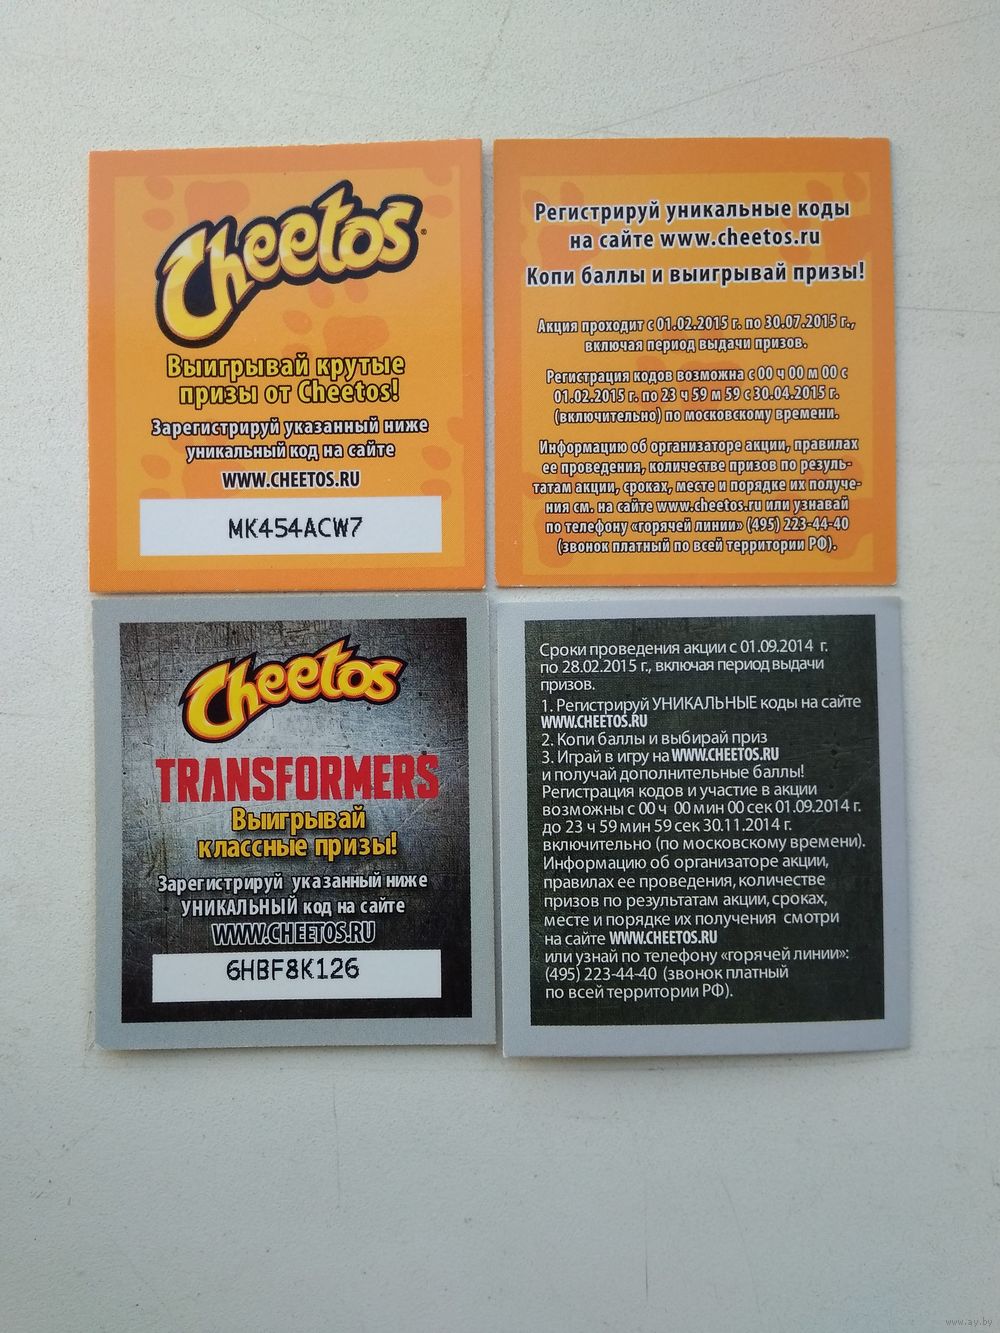 Cheetos®
Выигрывай крутые
призы от Cheetos!
Зарегистрируй указанный ниже
уникальный код на сайте
WWW.CHEETOS.RU
MK454ACW7
Регистрируй уникальные коды
на сайте www.cheetos.ru
Копи баллы и выигрывай призы!
Акция проходит с 01.02.2015 г. по 30.07.2015 г.,
включая период выдачи призов.
Регистрация кодов возможна с 00 ч 00 м 00 с
01.02.2015 г. по 23 ч 59 м 59 с 30.04.2015 г.
(включительно) по московскому времени.
Информацию об организаторе акции, правилах
ее проведения, количестве призов по резуль-
татам акции, сроках, месте и порядке их получе-
ния см. на сайте www.cheetos.ru или узнавай
по телефону «горячей линии» (495) 223-44-40
(звонок платный по всей территории РФ).
Cheetos
TRANSFORMERS
Выигрывай
классные призы!
Зарегистрируй указанный ниже
УНИКАЛЬНЫЙ код на сайте
WWW.CHEETOS.RU
6HBF8K126
Сроки проведения акции с 01.09.2014 г.
по 28.02.2015 г., включая период выдачи
призов.
1. Регистрируй УНИКАЛЬНЫЕ коды на сайте
WWW.CHEETOS.RU
2. Копи баллы и выбирай приз
3. Играй в игру на WWW.CHEETOS.RU
и получай дополнительные баллы!
Регистрация кодов и участие в акции
возможны с 00 ч 00 мин 00 сек 01.09.2014 г.
до 23 ч 59 мин 59 сек 30.11.2014 г.
включительно (по московскому времени).
Информацию об организаторе акции,
правилах ее проведения, количестве
призов по результатам акции, сроках,
месте и порядке их получения смотри
на сайте WWW.CHEETOS.RU
или узнай по телефону «горячей линии»:
(495) 223-44-40 (звонок платный
по всей территории РФ).
www.ay.by